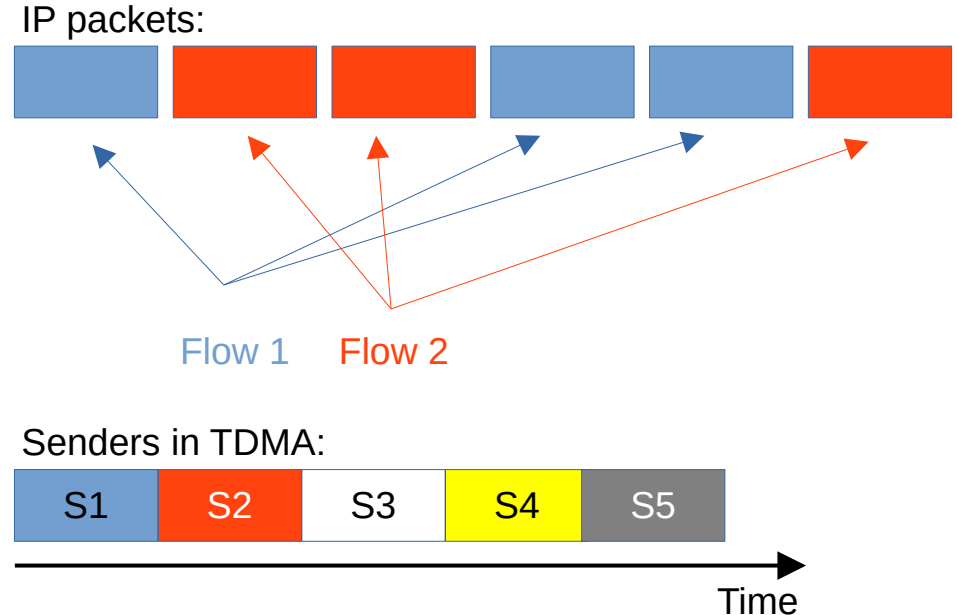 IP packets:
Flow 1 Flow 2
Senders in TDMA:
S1 S2 S3 S4 S5
Time